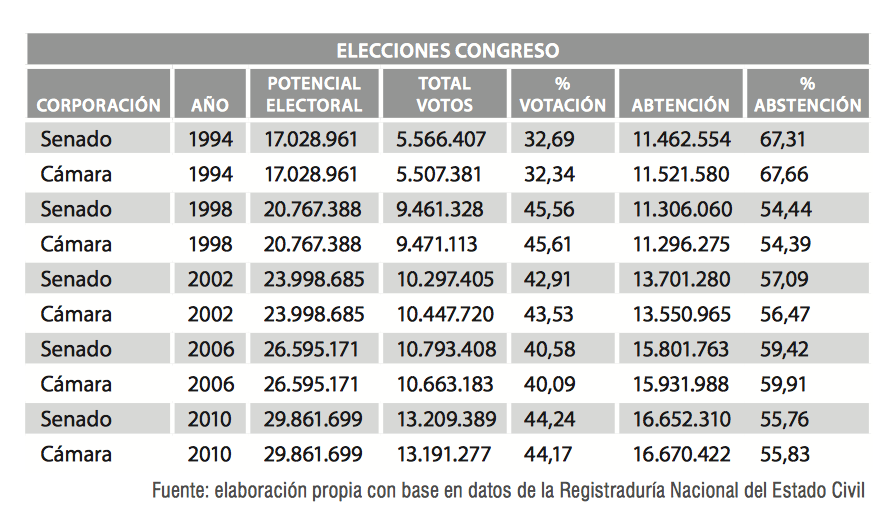 ELECCIONES CONGRESO
CORPORACIÓN AÑO POTENCIAL ELECTORAL TOTAL VOTOS % VOTACIÓN ABTENCIÓN % ABSTENCIÓN
Senado 1994 17.028.961 5.566.407 32,69 11.462.554 67,31
Cámara 1994 17.028.961 5.507.381 32,34 11.521.580 67,66
Senado 1998 20.767.388 9.461.328 45,56 11.306.060 54,44
Cámara 1998 20.767.388 9.471.113 45,61 11.296.275 54,39
Senado 2002 23.998.685 10.297.405 42,91 13.701.280 57,09
Cámara 2002 23.998.685 10.447.720 43,53 13.550.965 56,47
Senado 2006 26.595.171 10.793.408 40,58 15.801.763 59,42
Cámara 2006 26.595.171 10.663.183 40,09 15.931.988 59,91
Senado 2010 29.861.699 13.209.389 44,24 16.652.310 55,76
Cámara 2010 29.861.699 13.191.277 44,17 16.670.422 55,83
Fuente: elaboración propia con base en datos de la Registraduría Nacional del Estado Civil